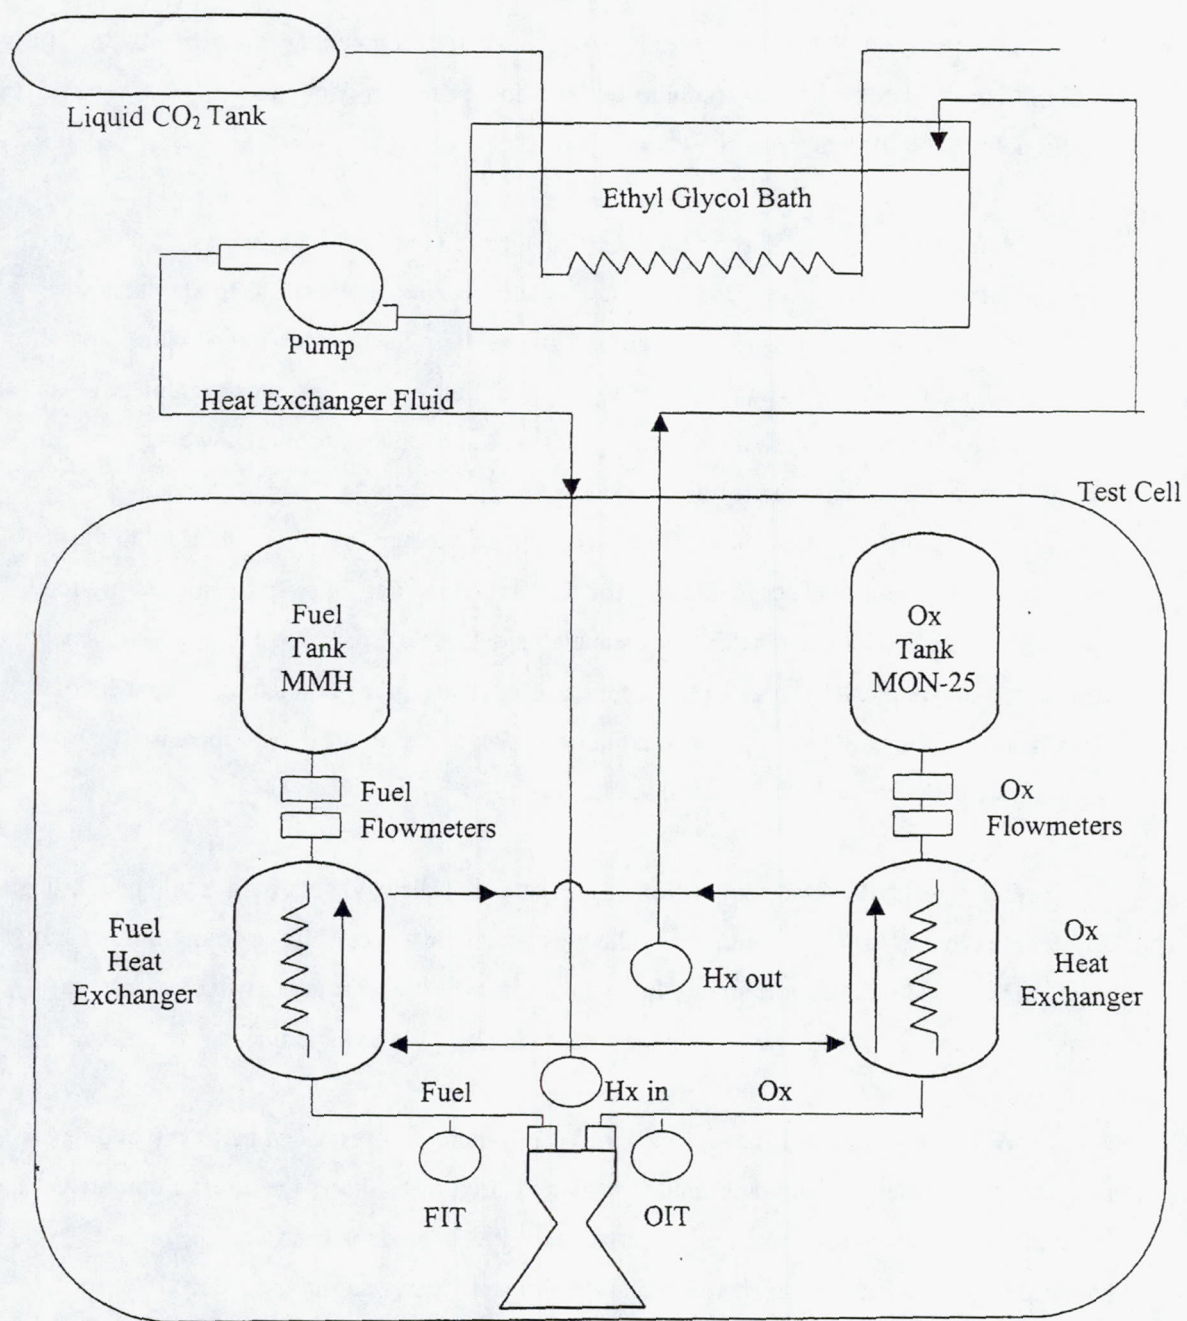 Liquid CO₂ Tank
Ethyl Glycol Bath
Pump
Heat Exchanger Fluid
Test Cell
Fuel
Tank
MMH
Ox
Tank
MON-25
Fuel
Flowmeters
Ox
Flowmeters
Fuel
Heat
Exchanger
Hx out
Ox
Heat
Exchanger
Fuel
Hx in
Ox
FIT
OIT